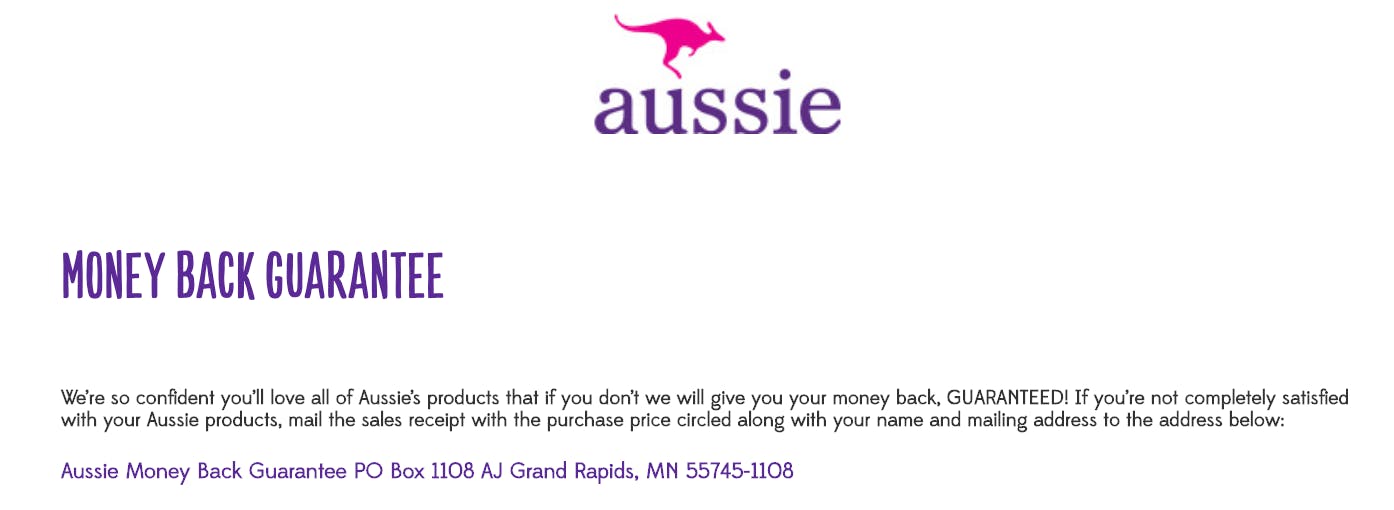 aussie
MONEY BACK GUARANTEE
We're so confident you'll love all of Aussie's products that if you don't we will give you your money back, GUARANTEED! If you're not completely satisfied
with your Aussie products, mail the sales receipt with the purchase price circled along with your name and mailing address to the address below:
Aussie Money Back Guarantee PO Box 1108 AJ Grand Rapids, MN 55745-1108